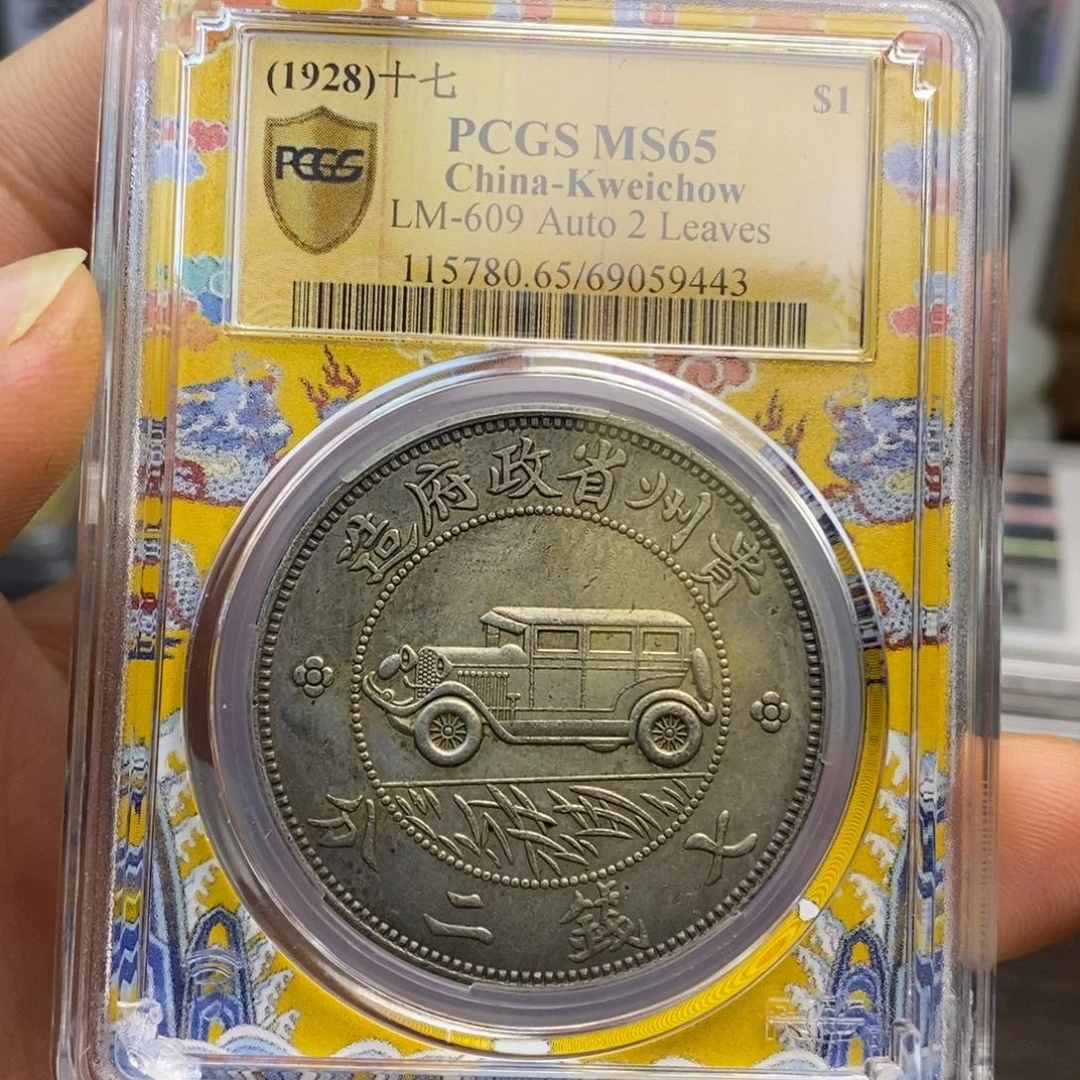 (1928)十七
$1
PCGS
PCGS MS65
China-Kweichow
LM-609 Auto 2 Leaves
115780.65/69059443
貴州省政府造
七錢二分